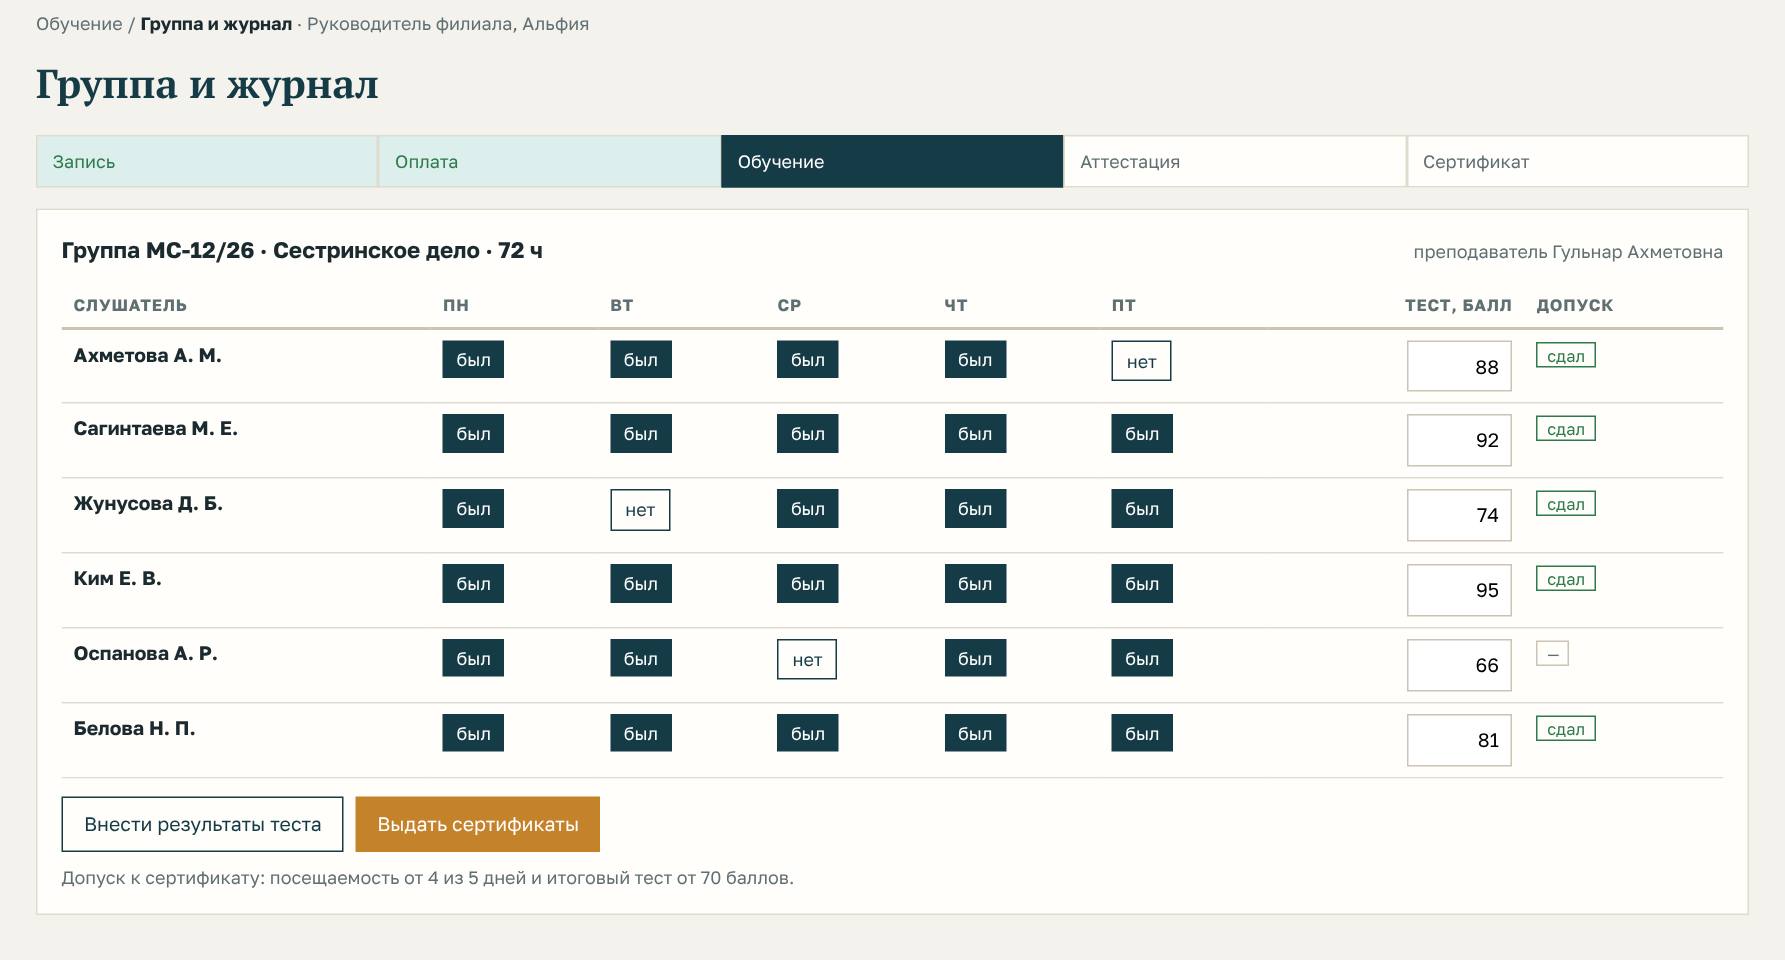 Обучение / Группа и журнал · Руководитель филиала, Альфия
Группа и журнал
Запись Оплата Обучение Аттестация Сертификат
Группа МС-12/26 · Сестринское дело · 72 ч преподаватель Гульнар Ахметовна
СЛУШАТЕЛЬ ПН ВТ СР ЧТ ПТ ТЕСТ, БАЛЛ ДОПУСК
Ахметова А. М. был был был был нет 88 сдал
Сагинтаева М. Е. был был был был был 92 сдал
Жунусова Д. Б. был нет был был был 74 сдал
Ким Е. В. был был был был был 95 сдал
Оспанова А. Р. был был нет был был 66 —
Белова Н. П. был был был был был 81 сдал
Внести результаты теста Выдать сертификаты
Допуск к сертификату: посещаемость от 4 из 5 дней и итоговый тест от 70 баллов.